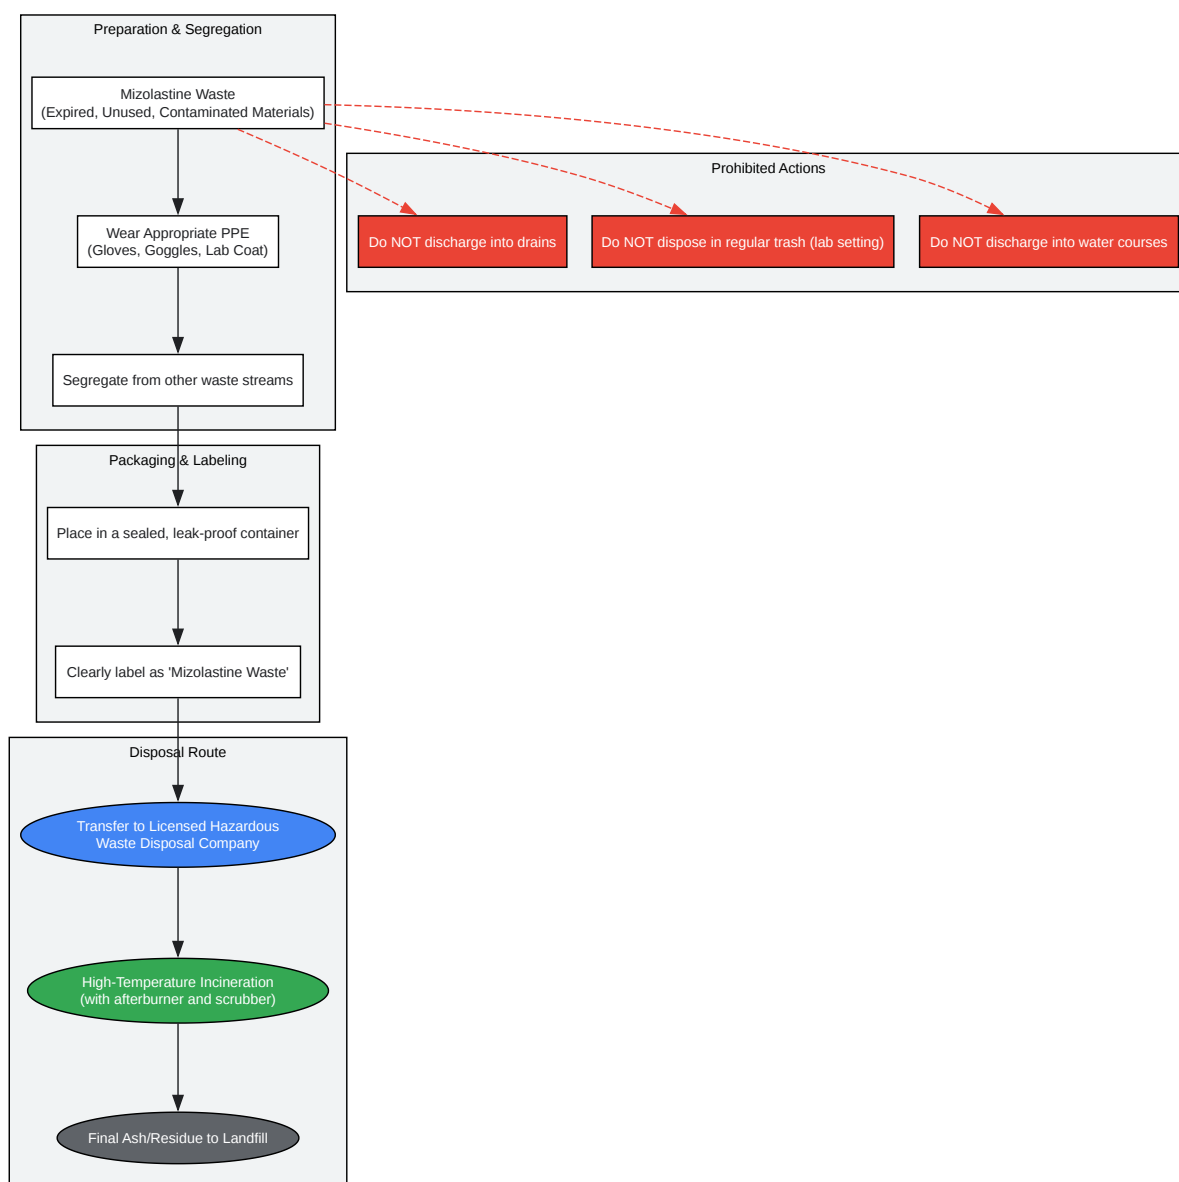 Preparation & Segregation
Mizolastine Waste
(Expired, Unused, Contaminated Materials)
Prohibited Actions
Wear Appropriate PPE
(Gloves, Goggles, Lab Coat)
Do NOT discharge into drains
Do NOT dispose in regular trash (lab setting)
Do NOT discharge into water courses
Segregate from other waste streams
Packaging & Labeling
Place in a sealed, leak-proof container
Clearly label as 'Mizolastine Waste'
Disposal Route
Transfer to Licensed Hazardous
Waste Disposal Company
High-Temperature Incineration
(with afterburner and scrubber)
Final Ash/Residue to Landfill